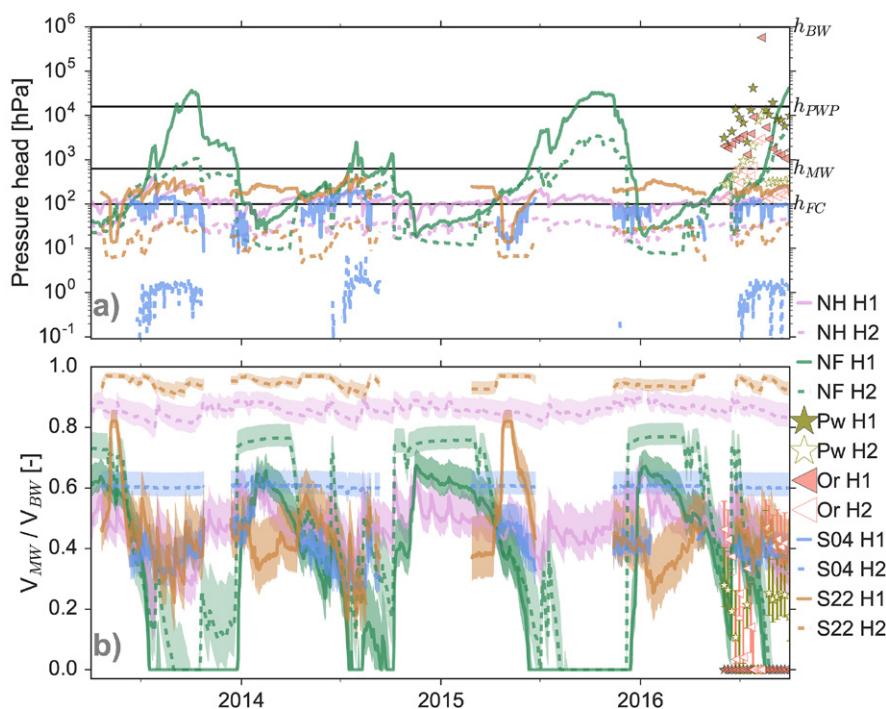 Pressure head [hPa]
10^6
10^5
10^4
10^3
10^2
10^1
10^0
10^-1
h_BW
h_PWP
h_MW
h_FC
a)
V_MW / V_BW [-]
1.0
0.8
0.6
0.4
0.2
0.0
b)
2014 2015 2016
NH H1
NH H2
NF H1
NF H2
Pw H1
Pw H2
Or H1
Or H2
S04 H1
S04 H2
S22 H1
S22 H2